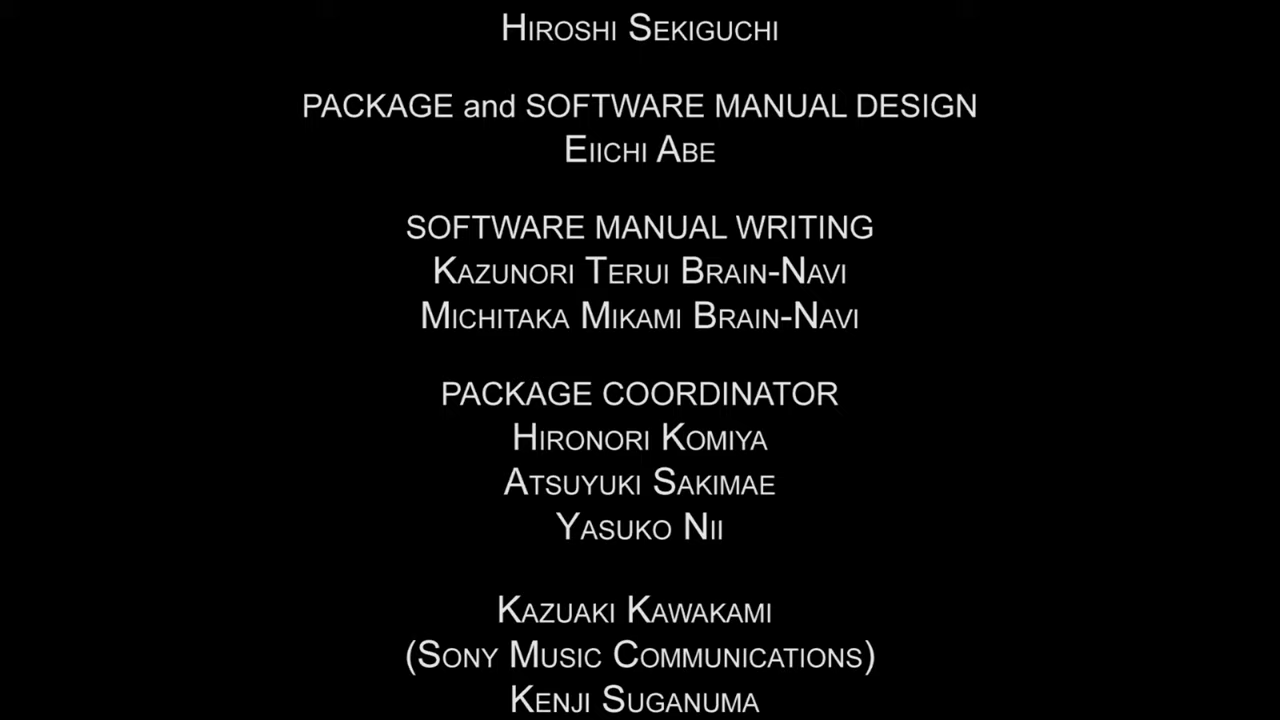 Hiroshi Sekiguchi
PACKAGE and SOFTWARE MANUAL DESIGN
Eiichi Abe
SOFTWARE MANUAL WRITING
Kazunori Terui Brain-Navi
Michitaka Mikami Brain-Navi
PACKAGE COORDINATOR
Hironori Komiya
Atsuyuki Sakimae
Yasuko Nii
Kazuaki Kawakami
(Sony Music Communications)
Kenji Suganuma